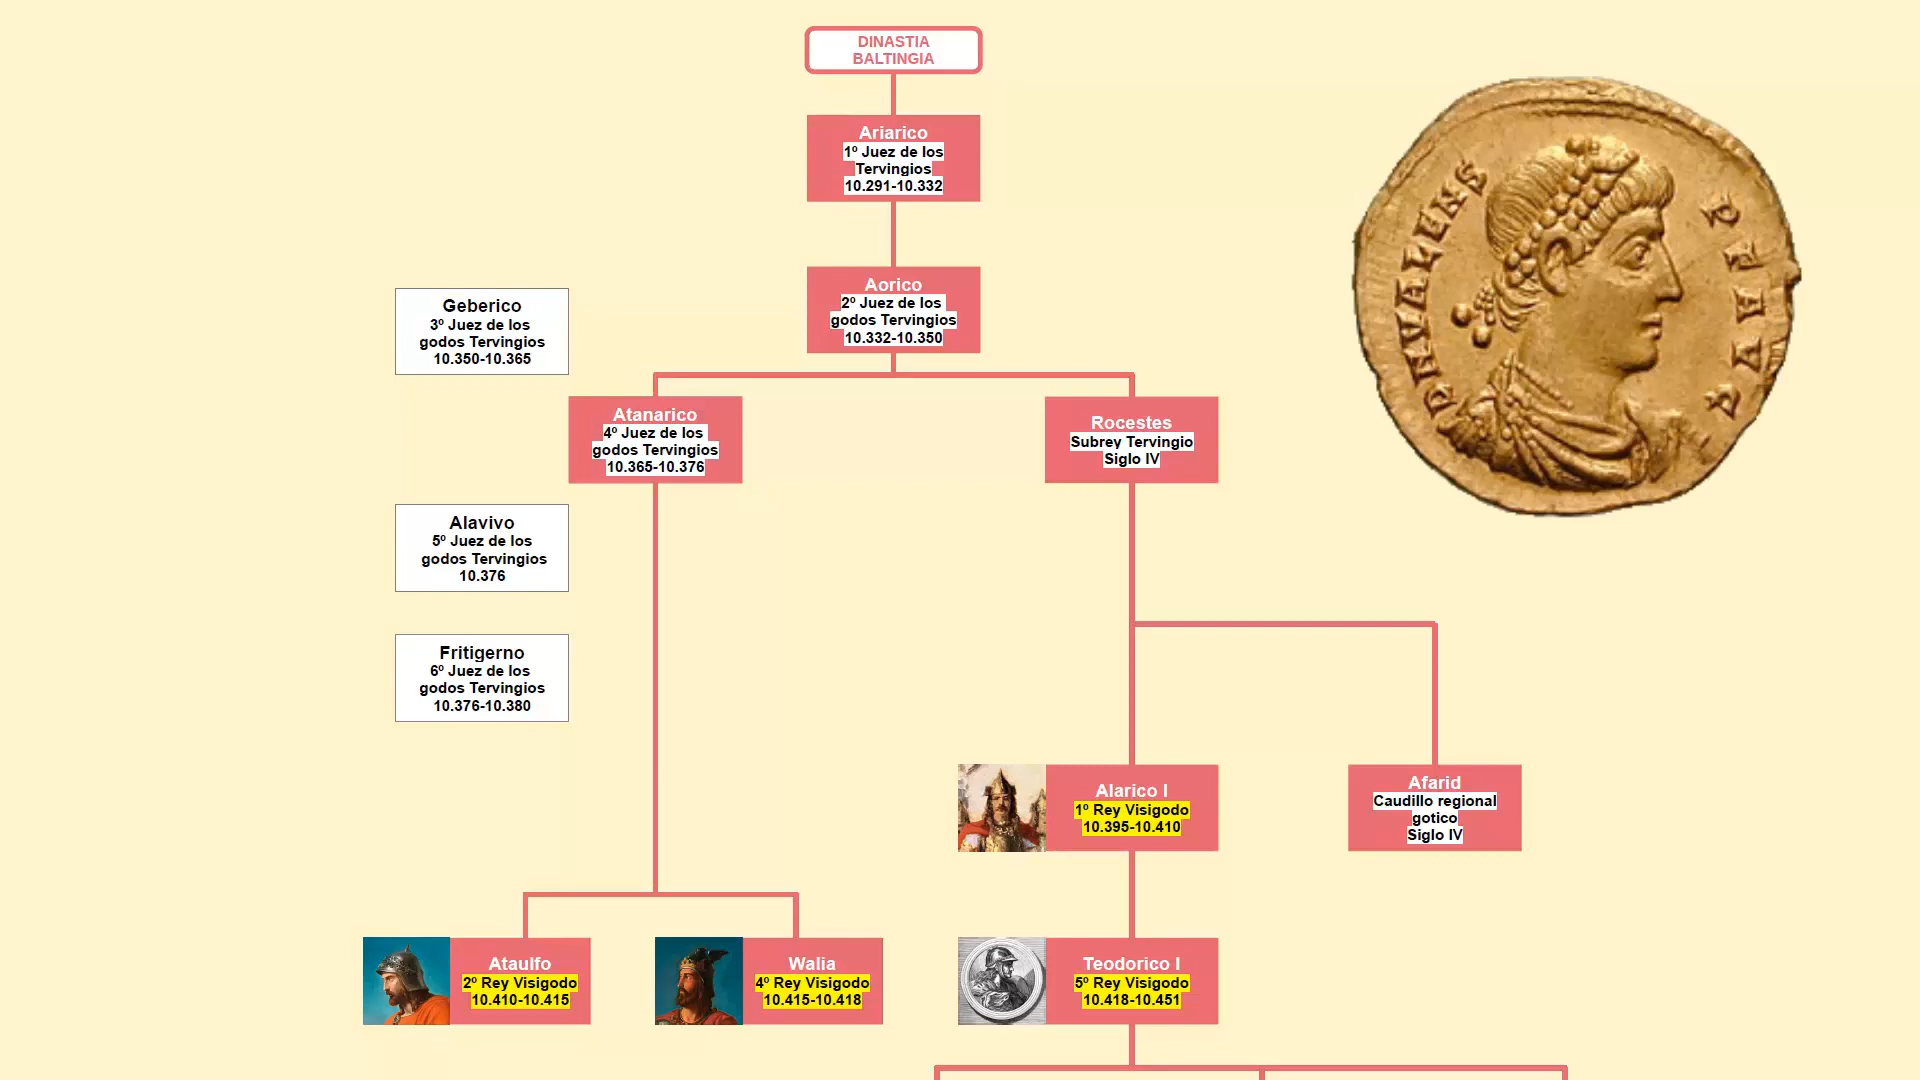 DINASTIA
BALTINGIA
Ariarico
1º Juez de los
Tervingios
10.291-10.332
Aorico
2º Juez de los
godos Tervingios
10.332-10.350
Geberico
3º Juez de los
godos Tervingios
10.350-10.365
Atanarico
4º Juez de los
godos Tervingios
10.365-10.376
Rocestes
Subrey Tervingio
Siglo IV
DNVALENS
PFAVG
Alavivo
5º Juez de los
godos Tervingios
10.376
Fritigerno
6º Juez de los
godos Tervingios
10.376-10.380
Alarico I
1º Rey Visigodo
10.395-10.410
Afarid
Caudillo regional
gotico
Siglo IV
Ataulfo
2º Rey Visigodo
10.410-10.415
Walia
4º Rey Visigodo
10.415-10.418
Teodorico I
5º Rey Visigodo
10.418-10.451